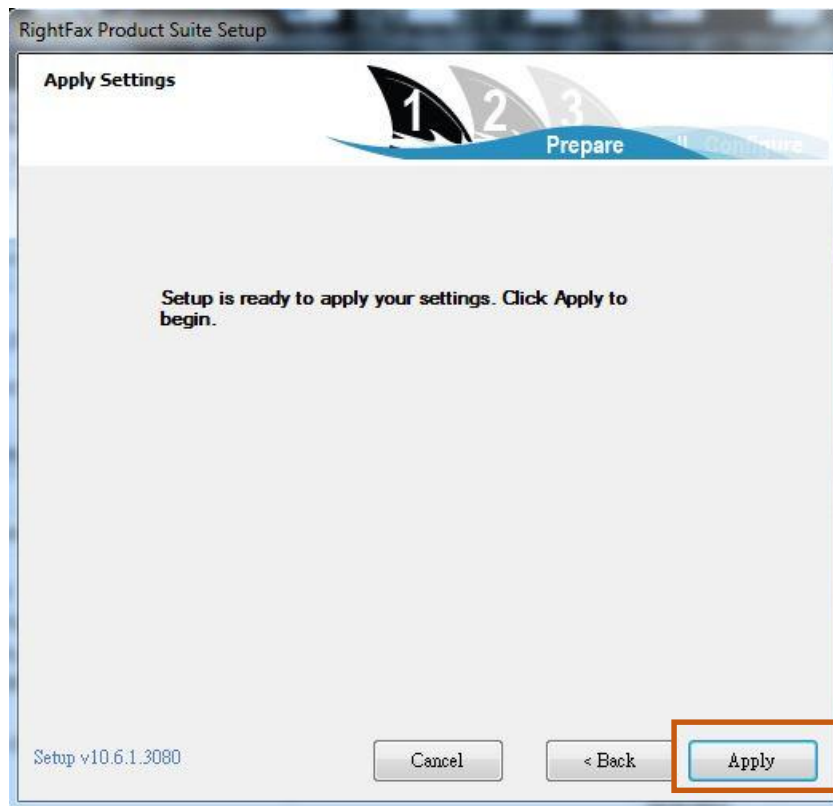 RightFax Product Suite Setup
Apply Settings
1 2 3
Prepare
Configure
Setup is ready to apply your settings. Click Apply to
begin.
Setup v10.6.1.3080
Cancel
< Back
Apply